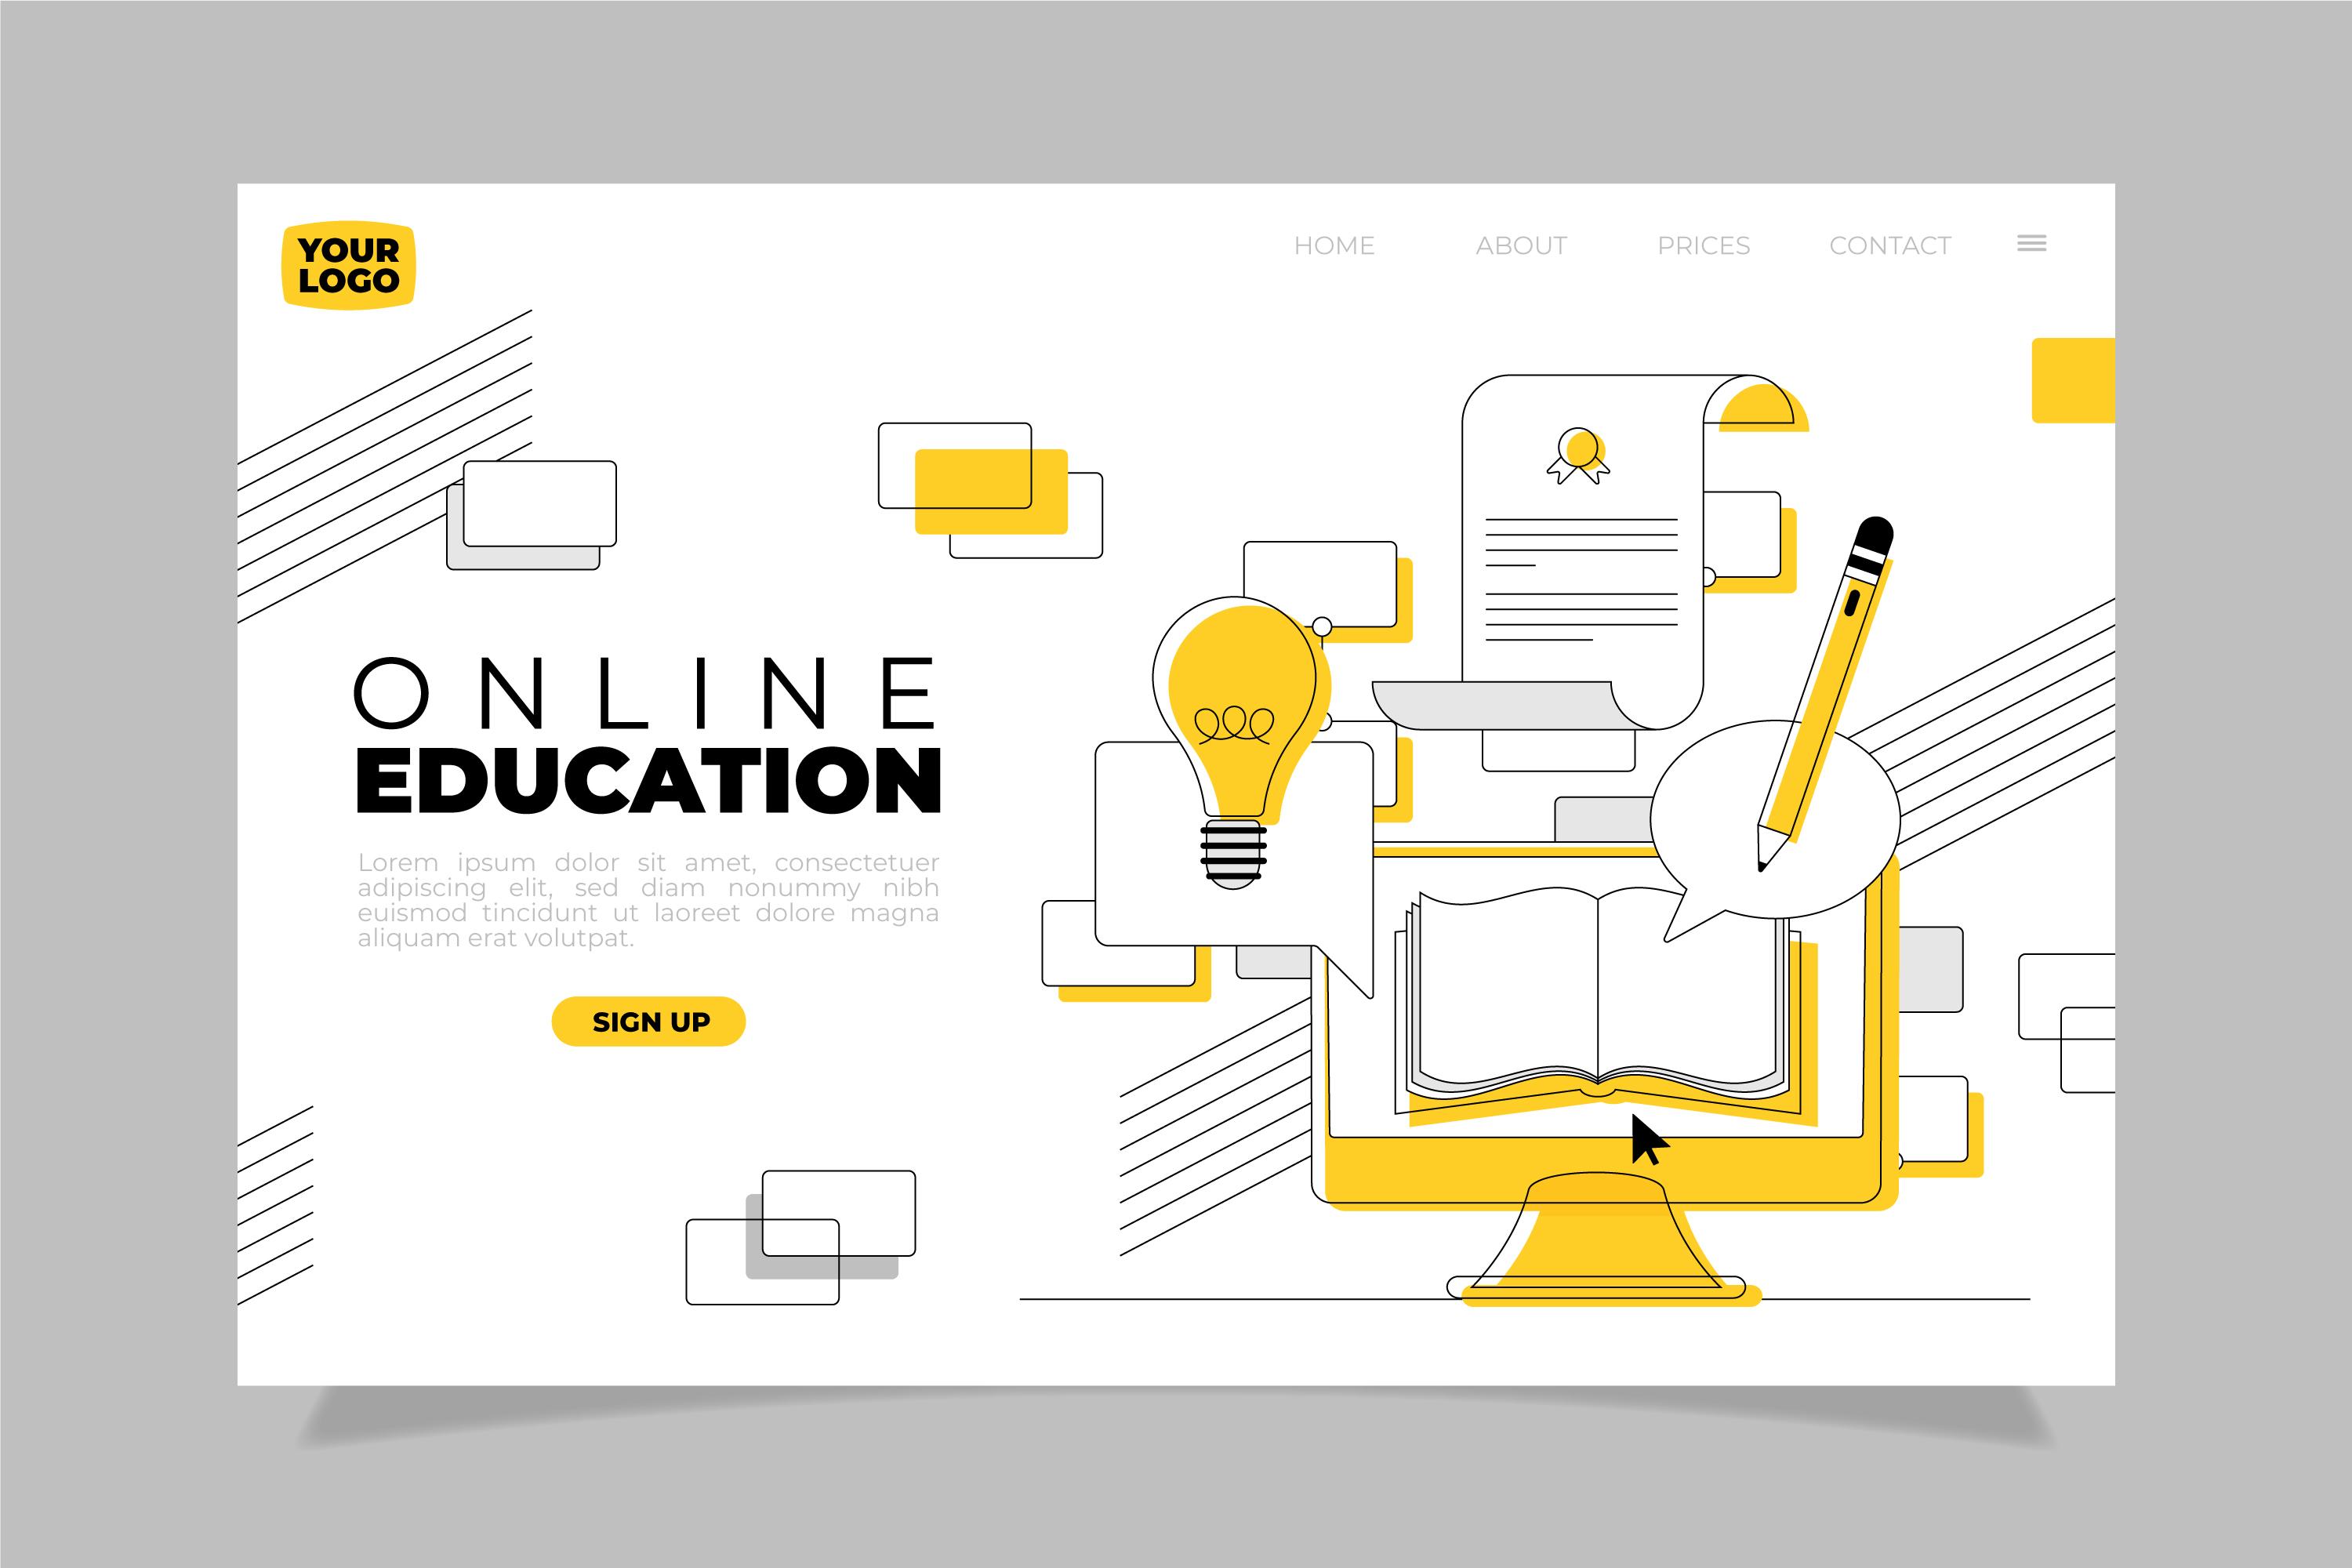 YOUR
LOGO
HOME ABOUT PRICES CONTACT
ONLINE
EDUCATION
Lorem ipsum dolor sit amet, consectetuer
adipiscing elit, sed diam nonummy nibh
euismod tincidunt ut laoreet dolore magna
aliquam erat volutpat.
SIGN UP